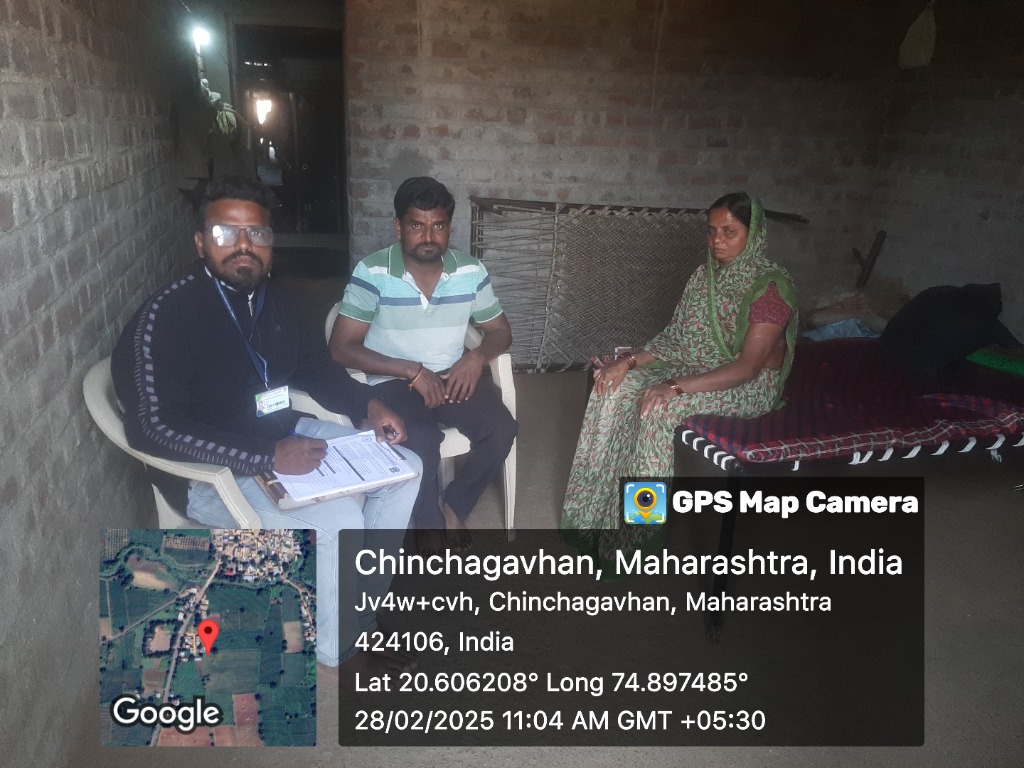 GPS Map Camera
Chinchagavhan, Maharashtra, India
Jv4w+cvh, Chinchagavhan, Maharashtra
424106, India
Lat 20.606208° Long 74.897485°
28/02/2025 11:04 AM GMT +05:30
Google